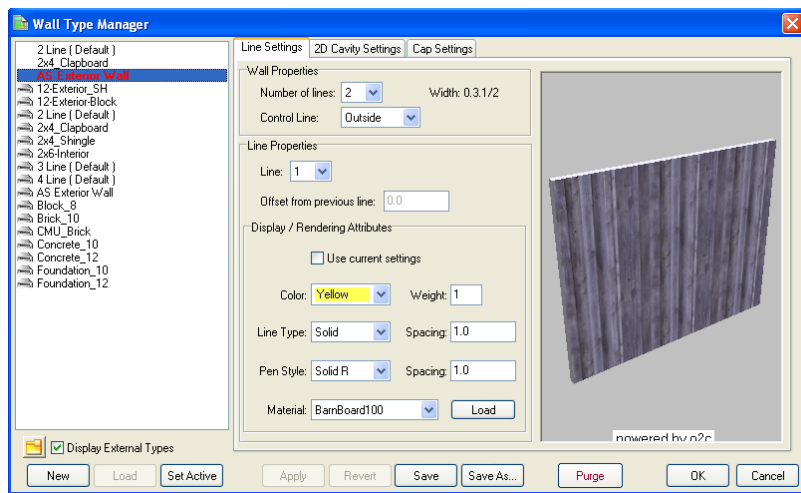 Wall Type Manager
2 Line ( Default )
2x4_Clapboard
AS Exterior Wall
12-Exterior_SH
12-Exterior-Block
2 Line ( Default )
2x4_Clapboard
2x4_Shingle
2x6-Interior
3 Line ( Default )
4 Line ( Default )
AS Exterior Wall
Block_8
Brick_10
CMU_Brick
Concrete_10
Concrete_12
Foundation_10
Foundation_12
Display External Types
Line Settings 2D Cavity Settings Cap Settings
Wall Properties
Number of lines: 2 Width: 0.3.1/2
Control Line: Outside
Line Properties
Line: 1
Offset from previous line: 0.0
Display / Rendering Attributes
Use current settings
Color: Yellow Weight: 1
Line Type: Solid Spacing: 1.0
Pen Style: Solid R Spacing: 1.0
Material: BarnBoard100 Load
powered by o2c
New Load Set Active Apply Revert Save Save As... Purge OK Cancel